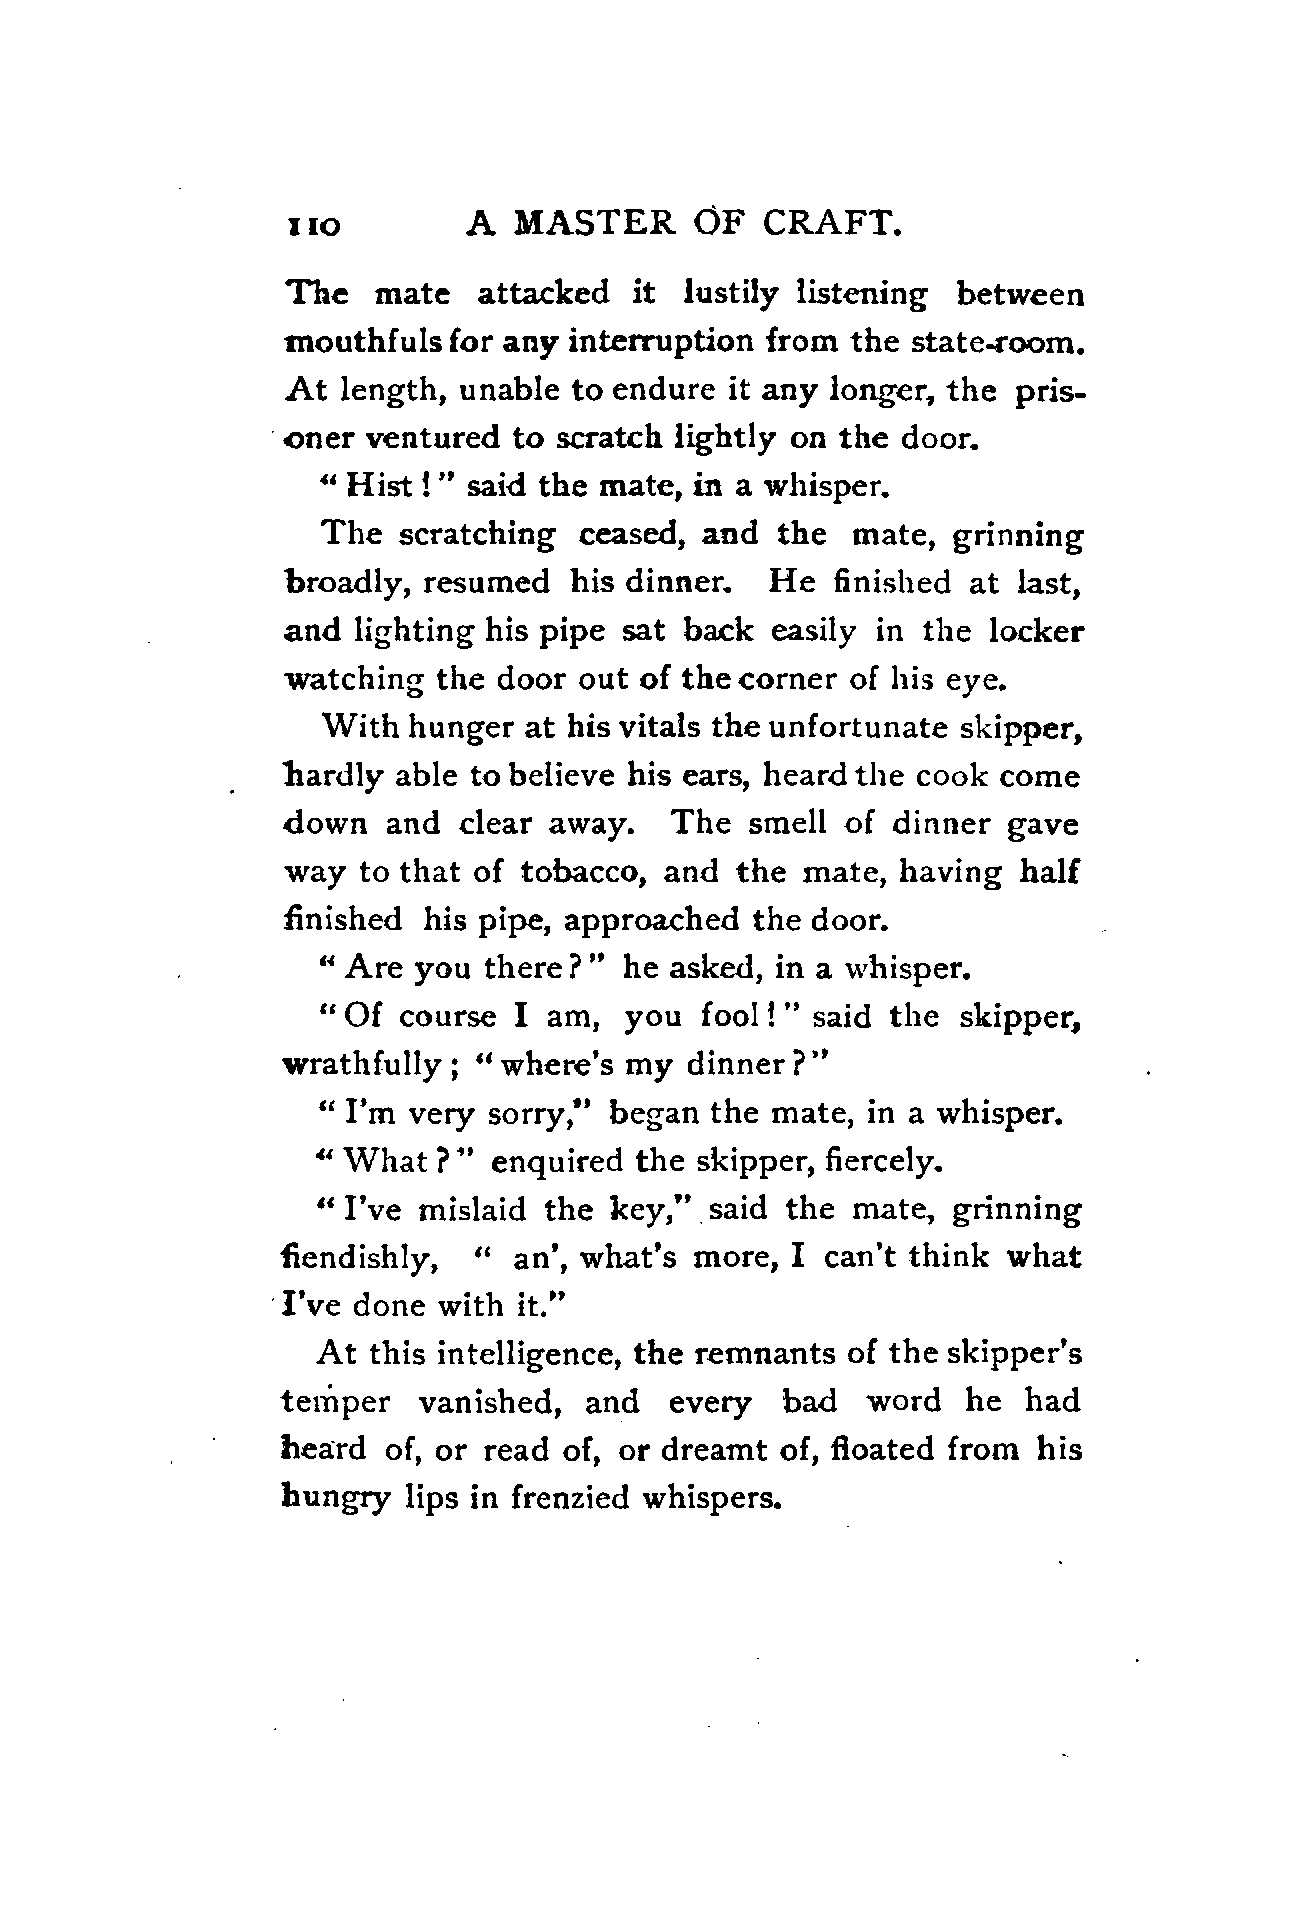 110 A MASTER OF CRAFT.
The mate attacked it lustily listening between
mouthfuls for any interruption from the state-room.
At length, unable to endure it any longer, the pris-
oner ventured to scratch lightly on the door.
"Hist!" said the mate, in a whisper.
The scratching ceased, and the mate, grinning
broadly, resumed his dinner. He finished at last,
and lighting his pipe sat back easily in the locker
watching the door out of the corner of his eye.
With hunger at his vitals the unfortunate skipper,
hardly able to believe his ears, heard the cook come
down and clear away. The smell of dinner gave
way to that of tobacco, and the mate, having half
finished his pipe, approached the door.
"Are you there?" he asked, in a whisper.
"Of course I am, you fool!" said the skipper,
wrathfully; "where's my dinner?"
"I'm very sorry," began the mate, in a whisper.
"What?" enquired the skipper, fiercely.
"I've mislaid the key," said the mate, grinning
fiendishly, "an', what's more, I can't think what
I've done with it."
At this intelligence, the remnants of the skipper's
temper vanished, and every bad word he had
heard of, or read of, or dreamt of, floated from his
hungry lips in frenzied whispers.